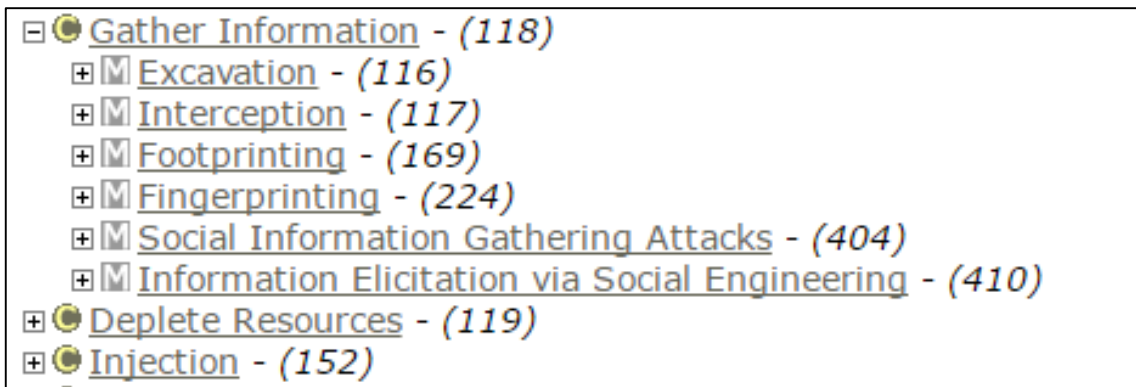 C Gather Information - (118)
M Excavation - (116)
M Interception - (117)
M Footprinting - (169)
M Fingerprinting - (224)
M Social Information Gathering Attacks - (404)
M Information Elicitation via Social Engineering - (410)
C Deplete Resources - (119)
C Injection - (152)